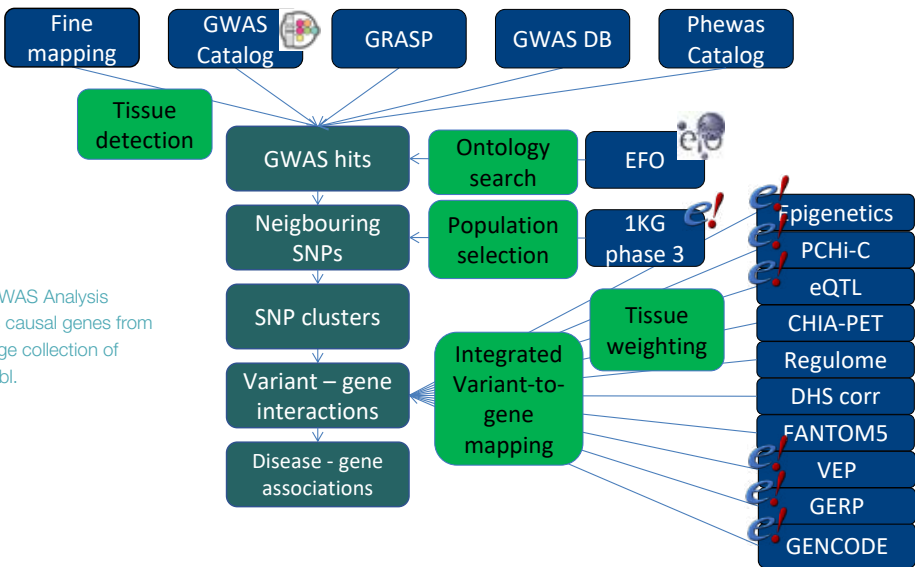 Fine
mapping
GWAS
Catalog
GRASP
GWAS DB
Phewas
Catalog
Tissue
detection
GWAS hits
Ontology
search
EFO
efo
Neighbouring
SNPs
Population
selection
1KG
phase 3
e!
SNP clusters
Variant – gene
interactions
Disease - gene
associations
Integrated
Variant-to-
gene
mapping
Tissue
weighting
e!
Epigenetics
e!
PCHi-C
e!
eQTL
CHIA-PET
Regulome
DHS corr
FANTOM5
e!
VEP
e!
GERP
e!
GENCODE
WAS Analysis
causal genes from
ge collection of
bl.